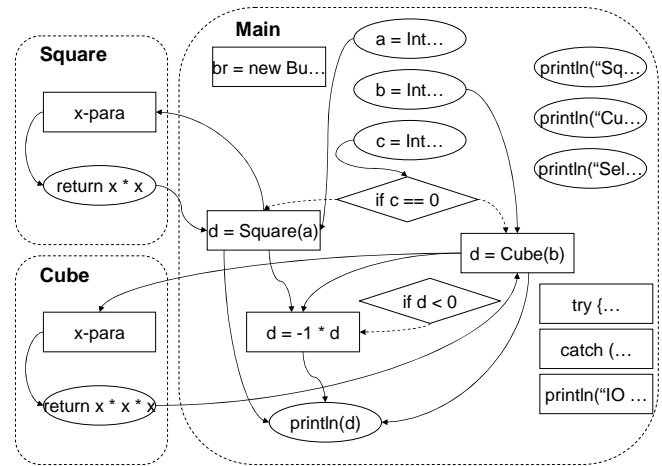 Main
Square
a = Int…
br = new Bu…
println(“Sq…
b = Int…
x-para
println(“Cu…
c = Int…
println(“Sel…
return x * x
if c == 0
d = Square(a)
d = Cube(b)
Cube
if d < 0
try {…
x-para
d = -1 * d
catch (…
println(“IO …
return x * x * x
println(d)